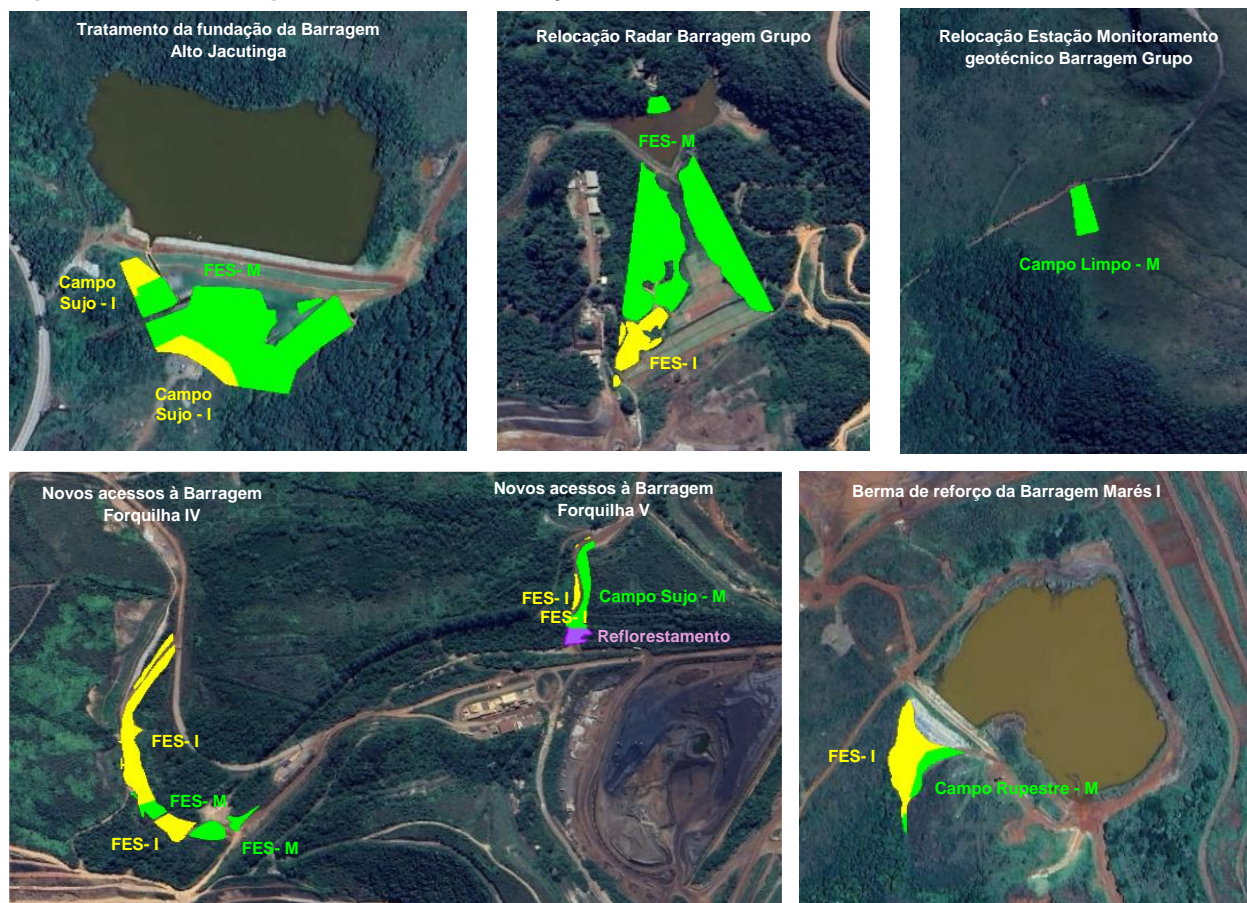 Tratamento da fundação da Barragem
Alto Jacutinga
Campo
Sujo - I
FES- M
Campo
Sujo - I
Relocação Radar Barragem Grupo
FES- M
FES- I
Relocação Estação Monitoramento
geotécnico Barragem Grupo
Campo Limpo - M
Novos acessos à Barragem
Forquilha IV
FES- I
FES- M
FES- I
FES- M
Novos acessos à Barragem
Forquilha V
FES- I
Campo Sujo - M
FES- I
Reflorestamento
Berma de reforço da Barragem Marés I
FES- I
Campo Rupestre - M